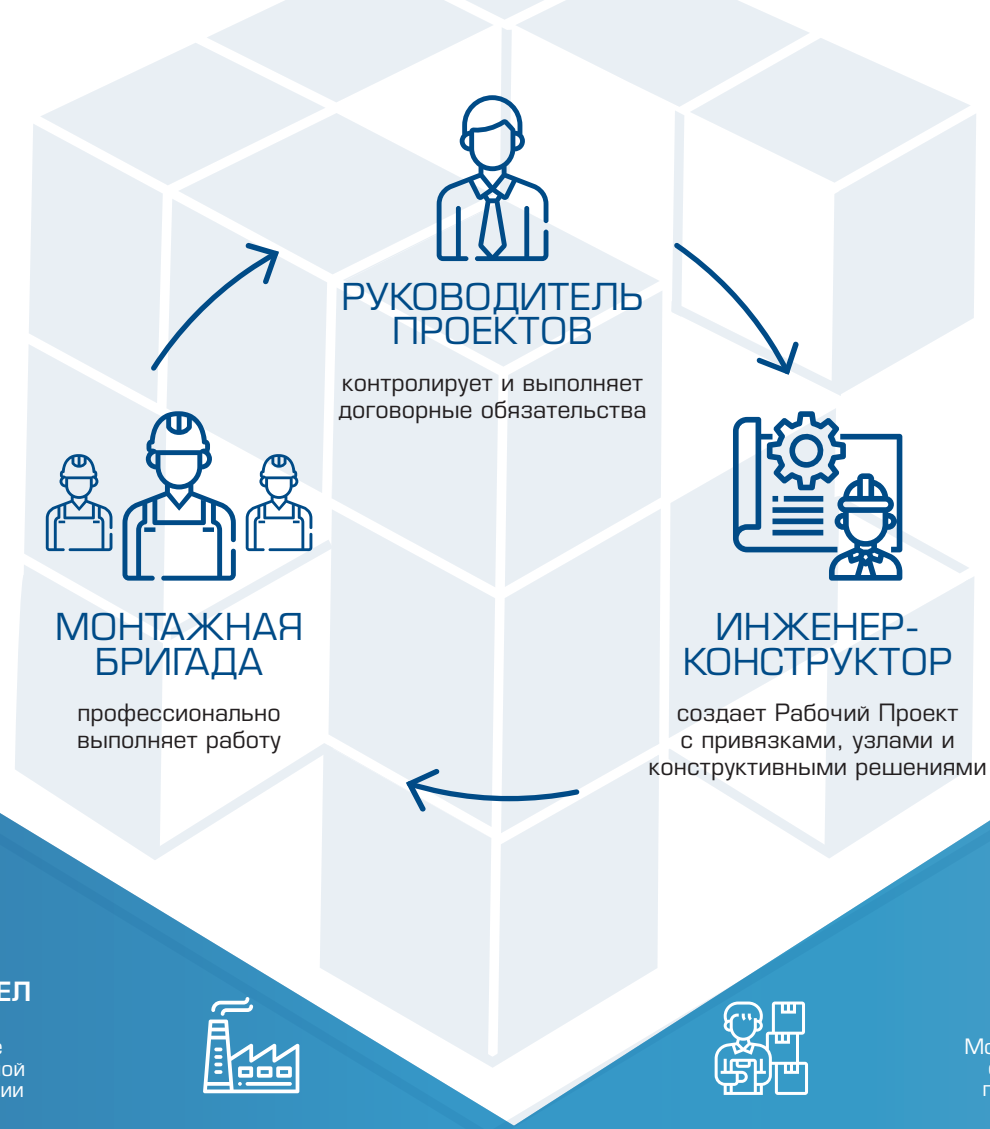 РУКОВОДИТЕЛЬ
ПРОЕКТОВ
контролирует и выполняет
договорные обязательства
МОНТАЖНАЯ
БРИГАДА
профессионально
выполняет работу
ИНЖЕНЕР-
КОНСТРУКТОР
создает Рабочий Проект
с привязками, узлами и
конструктивными решениями